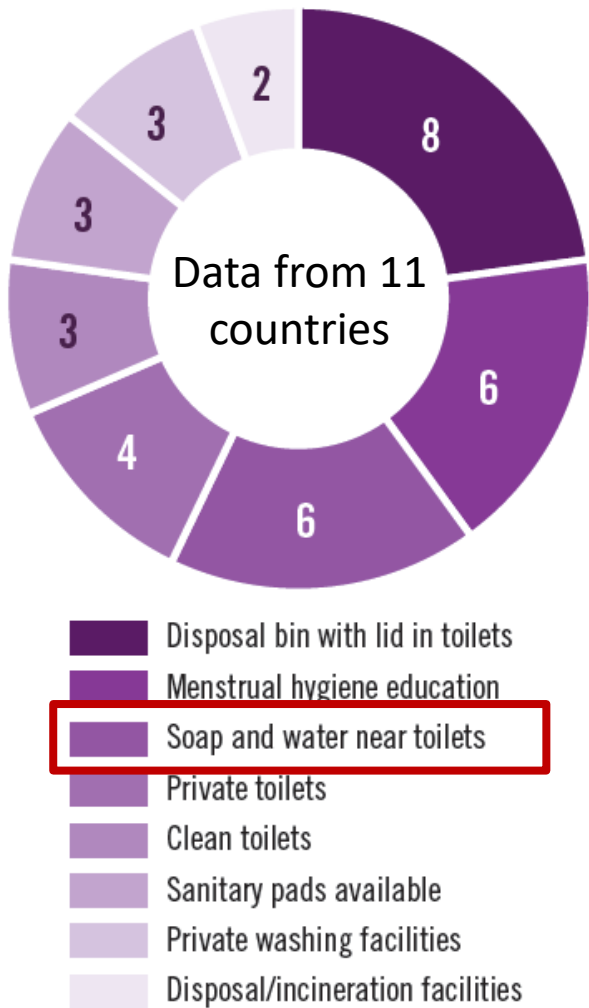 2
8
3
3
Data from 11
countries
3
6
4
6
Disposal bin with lid in toilets
Menstrual hygiene education
Soap and water near toilets
Private toilets
Clean toilets
Sanitary pads available
Private washing facilities
Disposal/incineration facilities